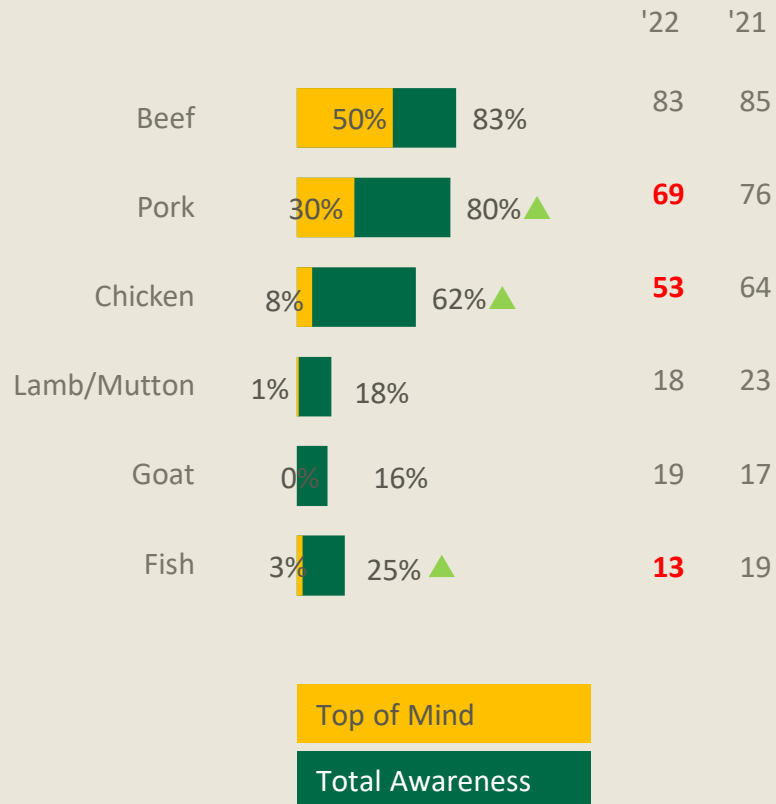 '22 '21
Beef 50% 83% 83 85
Pork 30% 80% 69 76
Chicken 8% 62% 53 64
Lamb/Mutton 1% 18% 18 23
Goat 0% 16% 19 17
Fish 3% 25% 13 19
Top of Mind
Total Awareness